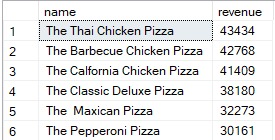 name revenue
1 The Thai Chicken Pizza 43434
2 The Barbecue Chicken Pizza 42768
3 The Calfornia Chicken Pizza 41409
4 The Classic Deluxe Pizza 38180
5 The  Maxican Pizza 32273
6 The Pepperoni Pizza 30161